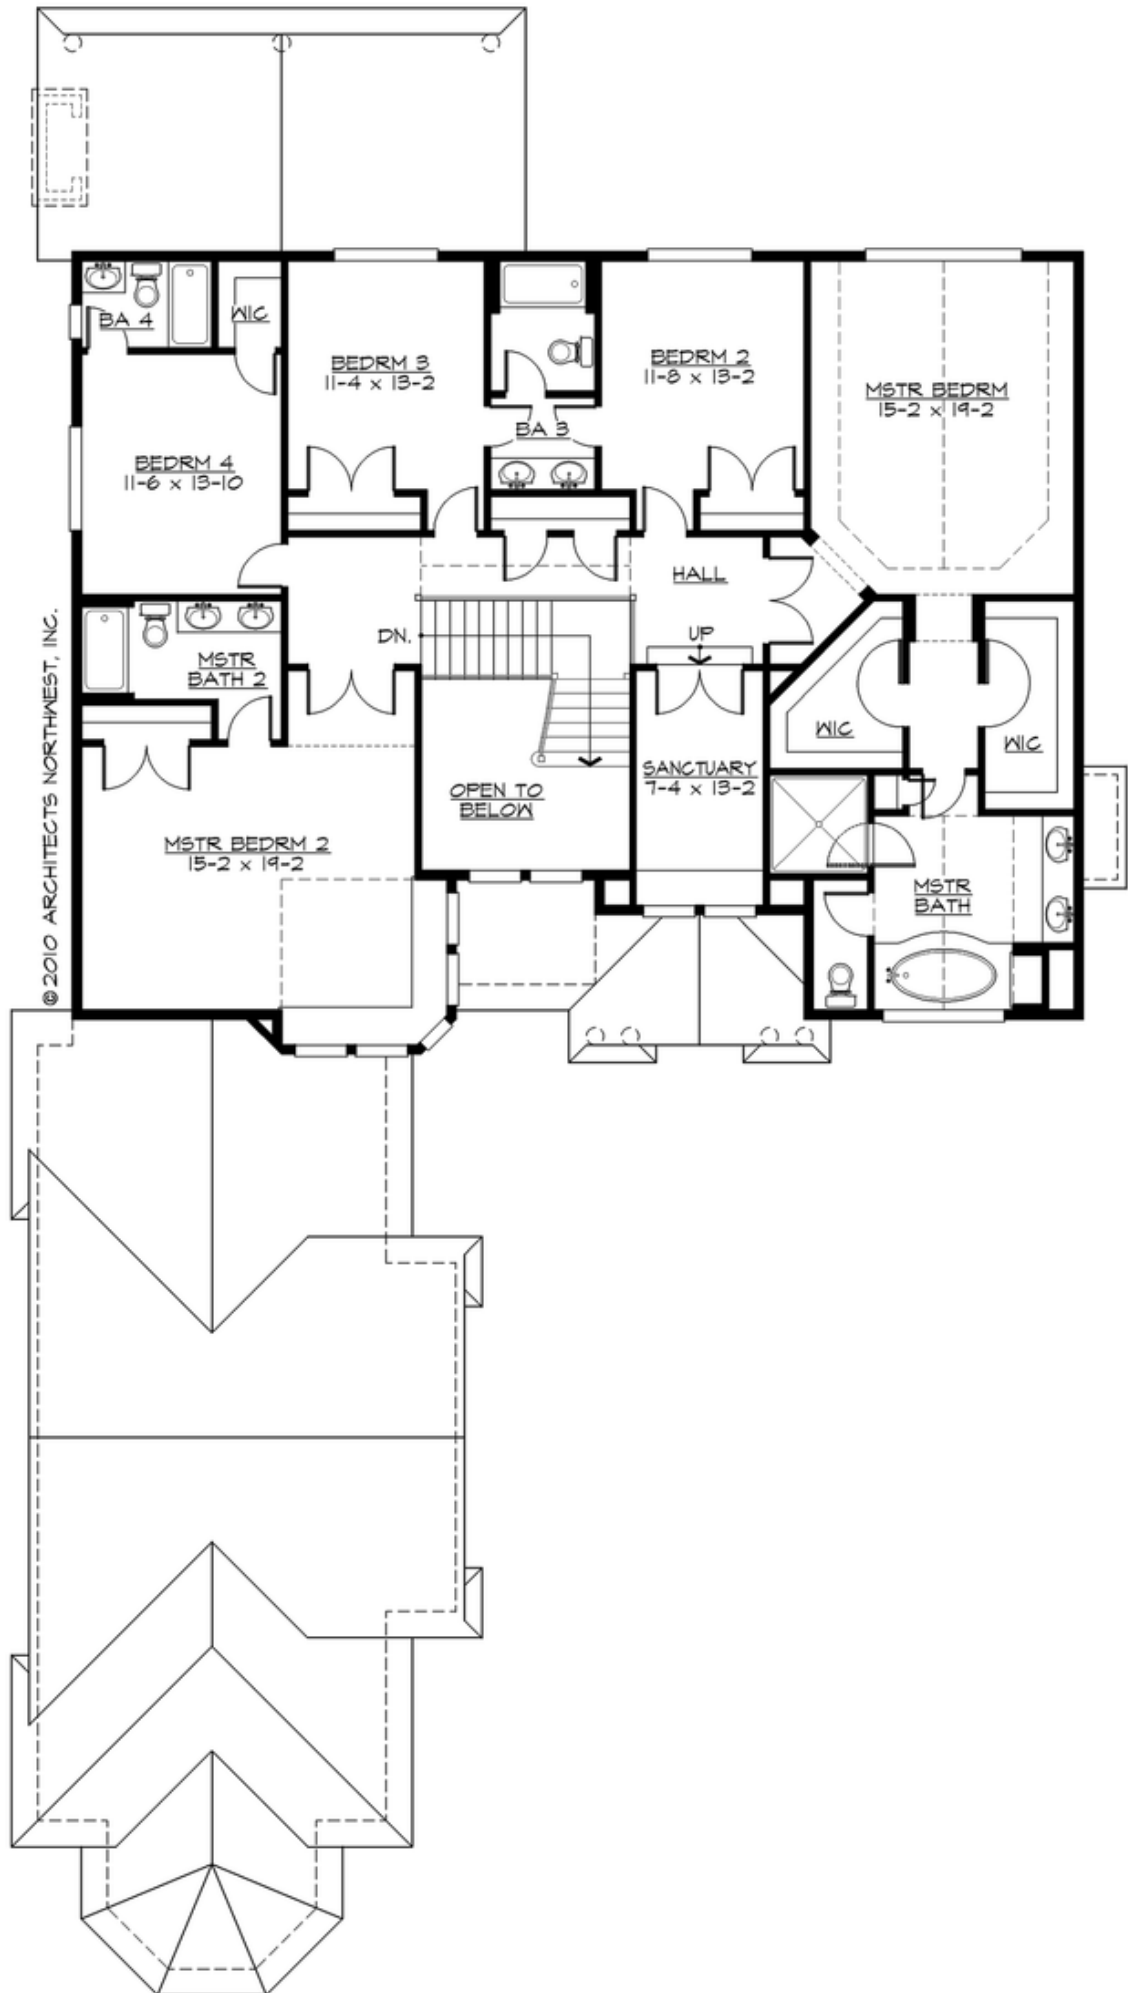 BA 4
WIC
BEDRM 3
11-4 x 13-2
BEDRM 2
11-8 x 13-2
MSTR BEDRM
15-2 x 19-2
BA 3
BEDRM 4
11-6 x 13-10
HALL
DN.
UP
MSTR
BATH 2
WIC
WIC
SANCTUARY
7-4 x 13-2
OPEN TO
BELOW
MSTR BEDRM 2
15-2 x 19-2
MSTR
BATH
© 2010 ARCHITECTS NORTHWEST, INC.